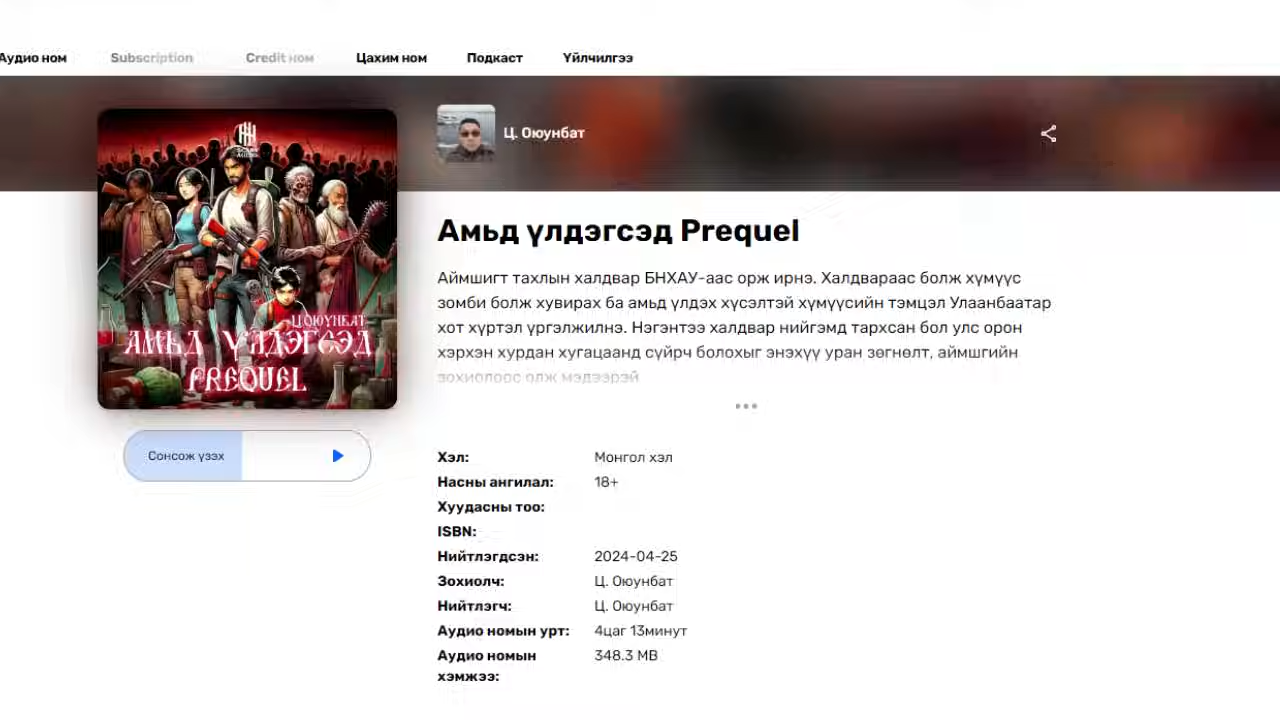 Аудио ном
Subscription
Credit ном
Цахим ном
Подкаст
Үйлчилгээ
Ц. Оюунбат
Ц.ОЮУНБАТ
АМЬД ҮЛДЭГСЭД
PREQUEL
Сонсож үзэх
Амьд үлдэгсэд Prequel
Аймшигт тахлын халдвар БНХАУ-аас орж ирнэ. Халдвараас болж хүмүүс
зомби болж хувирах ба амьд үлдэх хүсэлтэй хүмүүсийн тэмцэл Улаанбаатар
хот хүртэл үргэлжилнэ. Нэгэнтээ халдвар нийгэмд тархсан бол улс орон
хэрхэн хурдан хугацаанд сүйрч болохыг энэхүү уран зөгнөлт, аймшгийн
зохиолоос олж мэдээрэй
Хэл: Монгол хэл
Насны ангилал: 18+
Хуудасны тоо:
ISBN:
Нийтлэгдсэн: 2024-04-25
Зохиолч: Ц. Оюунбат
Нийтлэгч: Ц. Оюунбат
Аудио номын урт: 4цаг 13минут
Аудио номын 348.3 MB
хэмжээ: